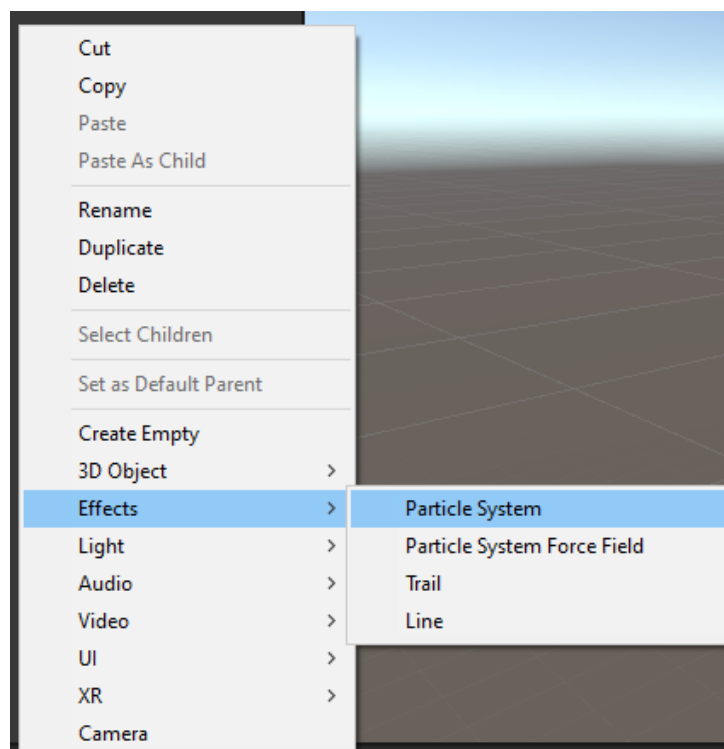 Cut
Copy
Paste
Paste As Child
Rename
Duplicate
Delete
Select Children
Set as Default Parent
Create Empty
3D Object
Effects
Light
Audio
Video
UI
XR
Camera
Particle System
Particle System Force Field
Trail
Line